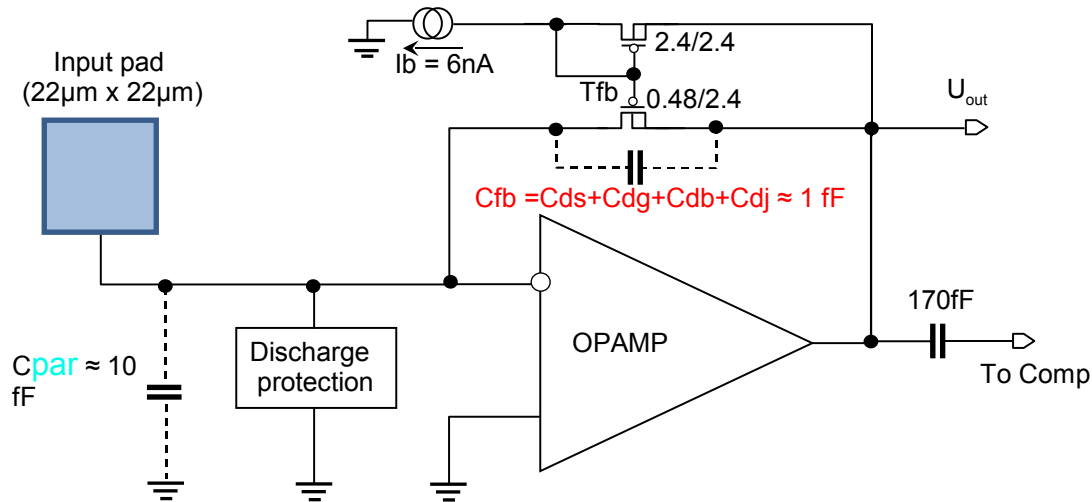 Input pad
(22µm x 22µm)
Ib = 6nA
2.4/2.4
Tfb
0.48/2.4
U_out
Cfb =Cds+Cdg+Cdb+Cdj ≈ 1 fF
OPAMP
170fF
To Comp
Discharge
protection
Cpar ≈ 10
fF